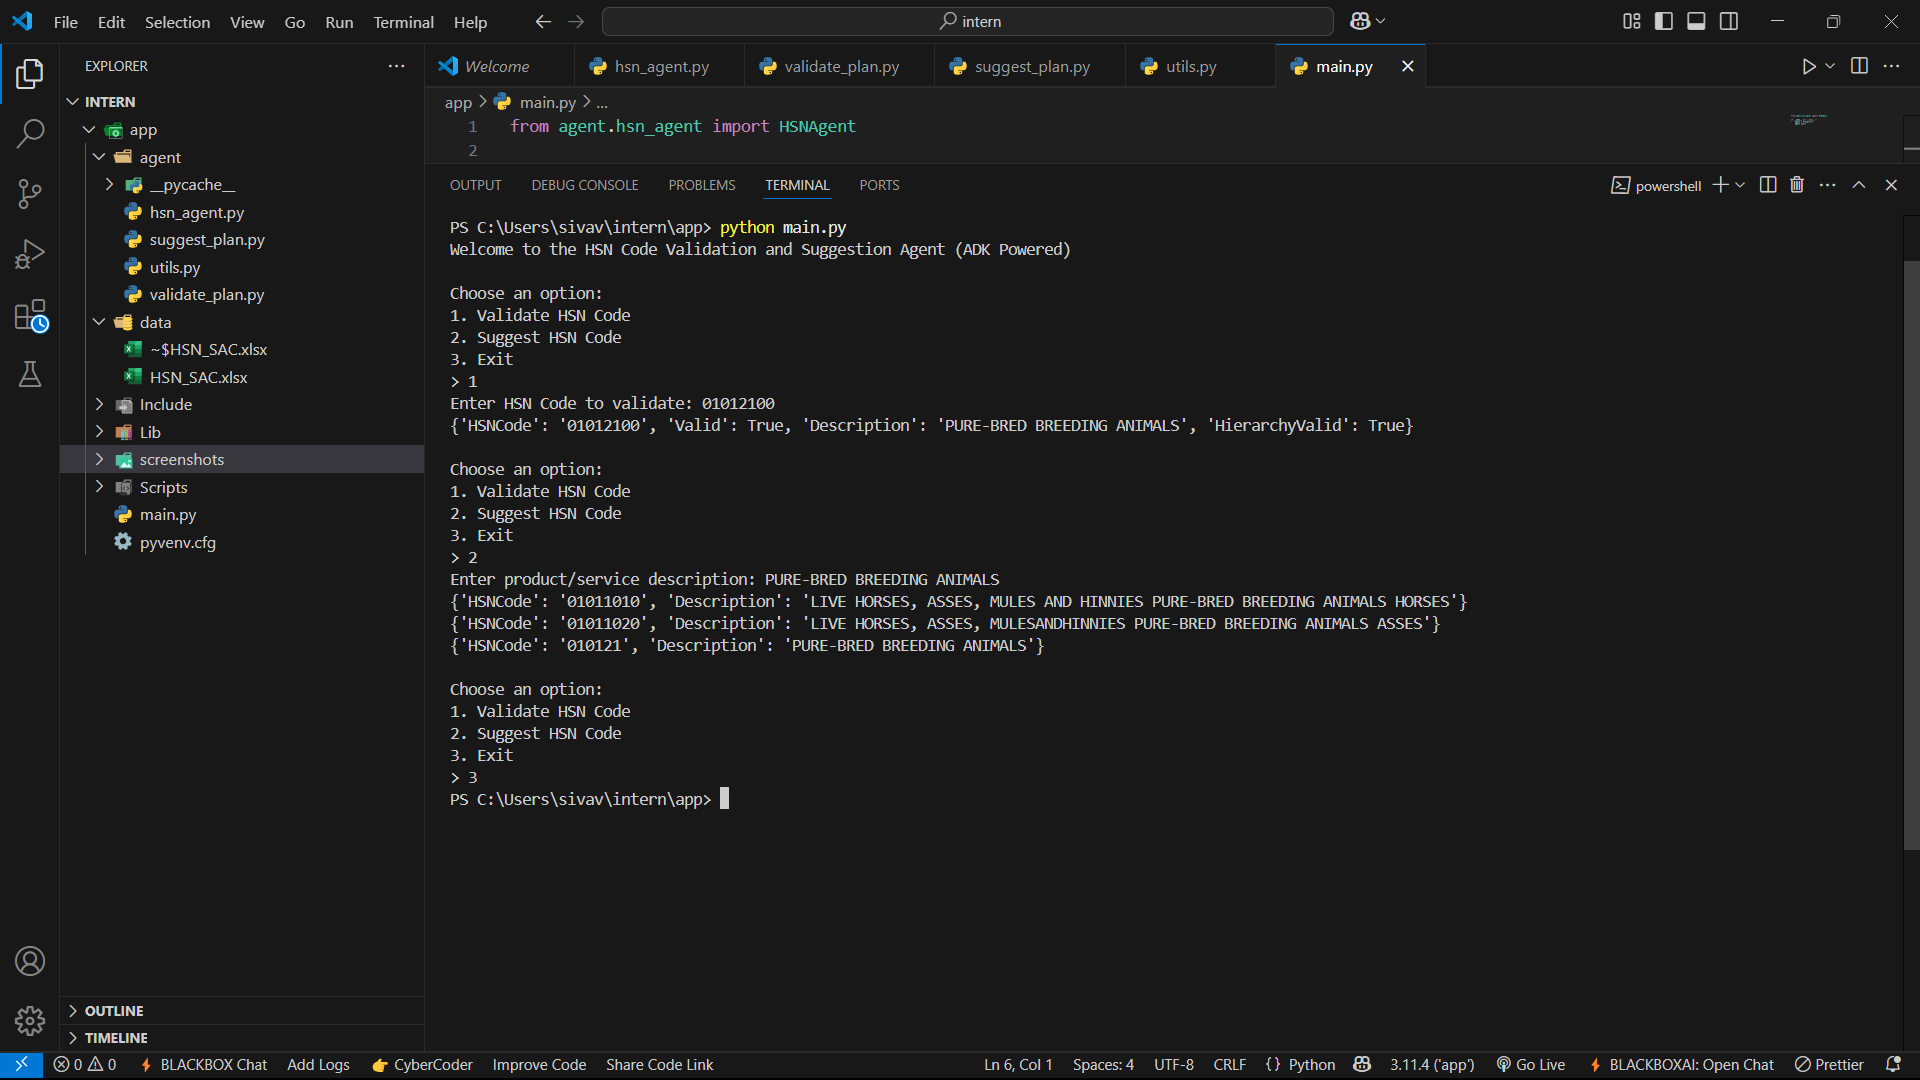 File Edit Selection View Go Run Terminal Help
intern
EXPLORER
INTERN
app
agent
__pycache__
hsn_agent.py
suggest_plan.py
utils.py
validate_plan.py
data
~$HSN_SAC.xlsx
HSN_SAC.xlsx
Include
Lib
screenshots
Scripts
main.py
pyvenv.cfg
OUTLINE
TIMELINE
Welcome hsn_agent.py validate_plan.py suggest_plan.py utils.py main.py
app > main.py > ...
1 from agent.hsn_agent import HSNAgent
2
OUTPUT DEBUG CONSOLE PROBLEMS TERMINAL PORTS
powershell
PS C:\Users\sivav\intern\app> python main.py
Welcome to the HSN Code Validation and Suggestion Agent (ADK Powered)
Choose an option:
1. Validate HSN Code
2. Suggest HSN Code
3. Exit
> 1
Enter HSN Code to validate: 01012100
{'HSNCode': '01012100', 'Valid': True, 'Description': 'PURE-BRED BREEDING ANIMALS', 'HierarchyValid': True}
Choose an option:
1. Validate HSN Code
2. Suggest HSN Code
3. Exit
> 2
Enter product/service description: PURE-BRED BREEDING ANIMALS
{'HSNCode': '01011010', 'Description': 'LIVE HORSES, ASSES, MULES AND HINNIES PURE-BRED BREEDING ANIMALS HORSES'}
{'HSNCode': '01011020', 'Description': 'LIVE HORSES, ASSES, MULESANDHINNIES PURE-BRED BREEDING ANIMALS ASSES'}
{'HSNCode': '010121', 'Description': 'PURE-BRED BREEDING ANIMALS'}
Choose an option:
1. Validate HSN Code
2. Suggest HSN Code
3. Exit
> 3
PS C:\Users\sivav\intern\app>
0 0 BLACKBOX Chat Add Logs CyberCoder Improve Code Share Code Link Ln 6, Col 1 Spaces: 4 UTF-8 CRLF {} Python 3.11.4 ('app') Go Live BLACKBOXAI: Open Chat Prettier